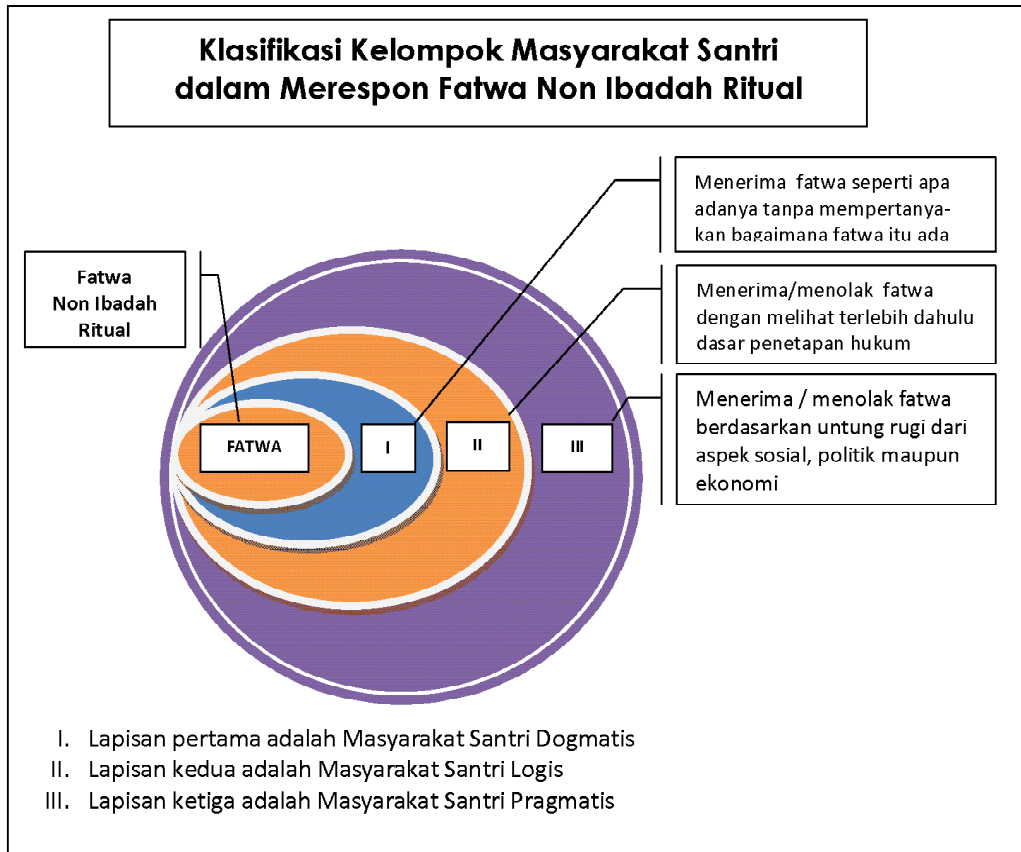 Klasifikasi Kelompok Masyarakat Santri
dalam Merespon Fatwa Non Ibadah Ritual
Menerima fatwa seperti apa
adanya tanpa mempertanya-
kan bagaimana fatwa itu ada
Fatwa
Non Ibadah
Ritual
Menerima/menolak fatwa
dengan melihat terlebih dahulu
dasar penetapan hukum
Menerima / menolak fatwa
berdasarkan untung rugi dari
aspek sosial, politik maupun
ekonomi
FATWA
I
II
III
I. Lapisan pertama adalah Masyarakat Santri Dogmatis
II. Lapisan kedua adalah Masyarakat Santri Logis
III. Lapisan ketiga adalah Masyarakat Santri Pragmatis